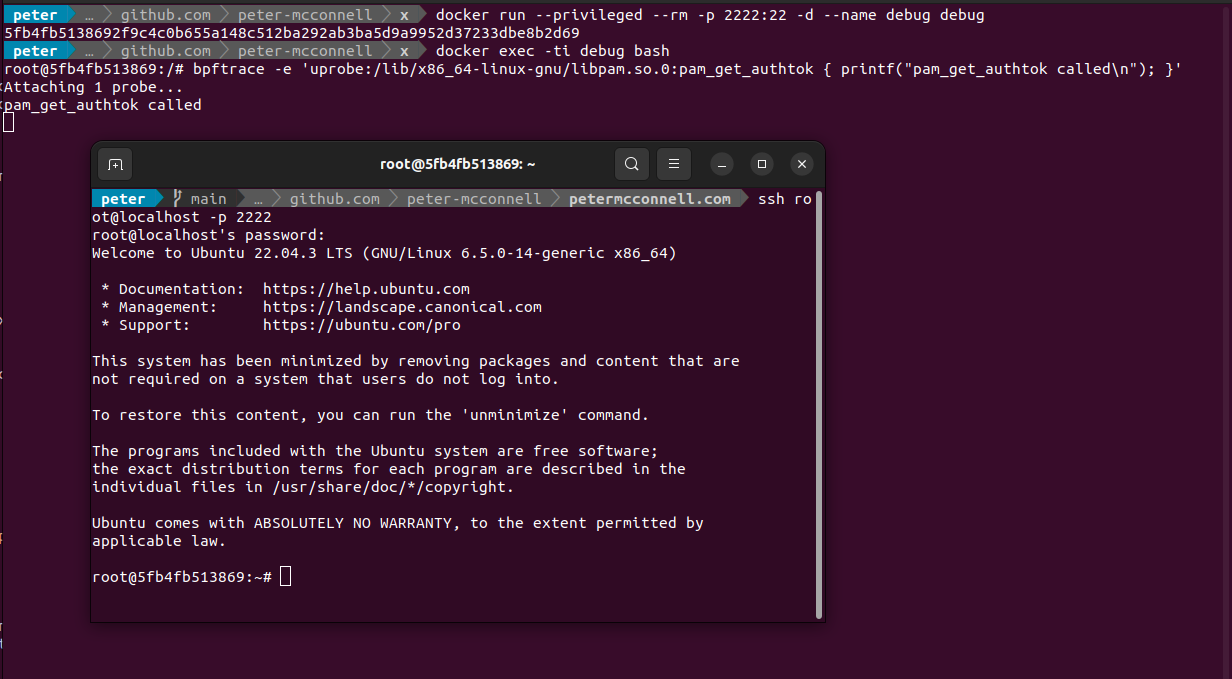 peter … github.com peter-mcconnell x docker run --privileged --rm -p 2222:22 -d --name debug debug
5fb4fb5138692f9c4c0b655a148c512ba292ab3ba5d9a9952d37233dbe8b2d69
peter … github.com peter-mcconnell x docker exec -ti debug bash
root@5fb4fb513869:/# bpftrace -e 'uprobe:/lib/x86_64-linux-gnu/libpam.so.0:pam_get_authtok { printf("pam_get_authtok called\n"); }'
Attaching 1 probe...
pam_get_authtok called
root@5fb4fb513869: ~
peter main … github.com peter-mcconnell petermcconnell.com ssh ro
ot@localhost -p 2222
root@localhost's password:
Welcome to Ubuntu 22.04.3 LTS (GNU/Linux 6.5.0-14-generic x86_64)
* Documentation: https://help.ubuntu.com
* Management: https://landscape.canonical.com
* Support: https://ubuntu.com/pro
This system has been minimized by removing packages and content that are
not required on a system that users do not log into.
To restore this content, you can run the 'unminimize' command.
The programs included with the Ubuntu system are free software;
the exact distribution terms for each program are described in the
individual files in /usr/share/doc/*/copyright.
Ubuntu comes with ABSOLUTELY NO WARRANTY, to the extent permitted by
applicable law.
root@5fb4fb513869:~#